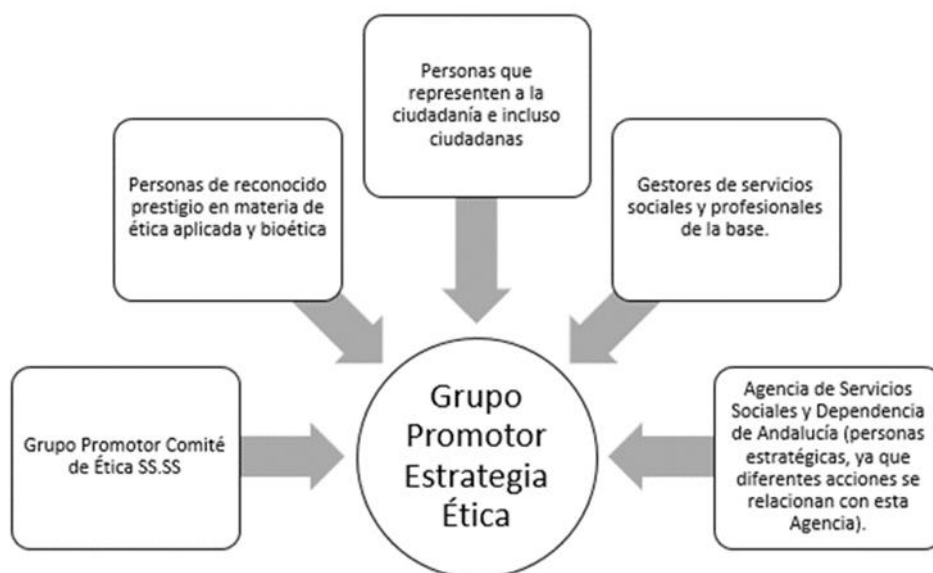 Personas que
representen a la
ciudadanía e incluso
ciudadanas
Personas de reconocido
prestigio en materia de
ética aplicada y bioética
Gestores de servicios
sociales y profesionales
de la base.
Grupo Promotor Comité
de Ética SS.SS
Grupo
Promotor
Estrategia
Ética
Agencia de Servicios
Sociales y Dependencia
de Andalucía (personas
estratégicas, ya que
diferentes acciones se
relacionan con esta
Agencia).